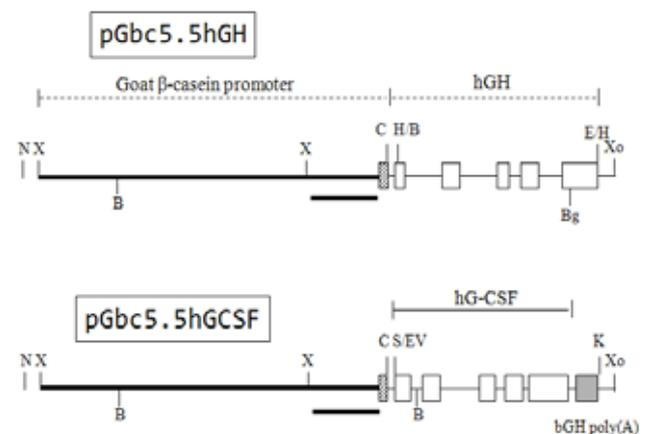 pGbc5.5hGH
Goat β-casein promoter
hGH
C H/B
E/H
N X
X
Xo
B
Bg
hG-CSF
pGbc5.5hGCSF
C S/EV
K
N X
X
Xo
B
B
bGH poly(A)